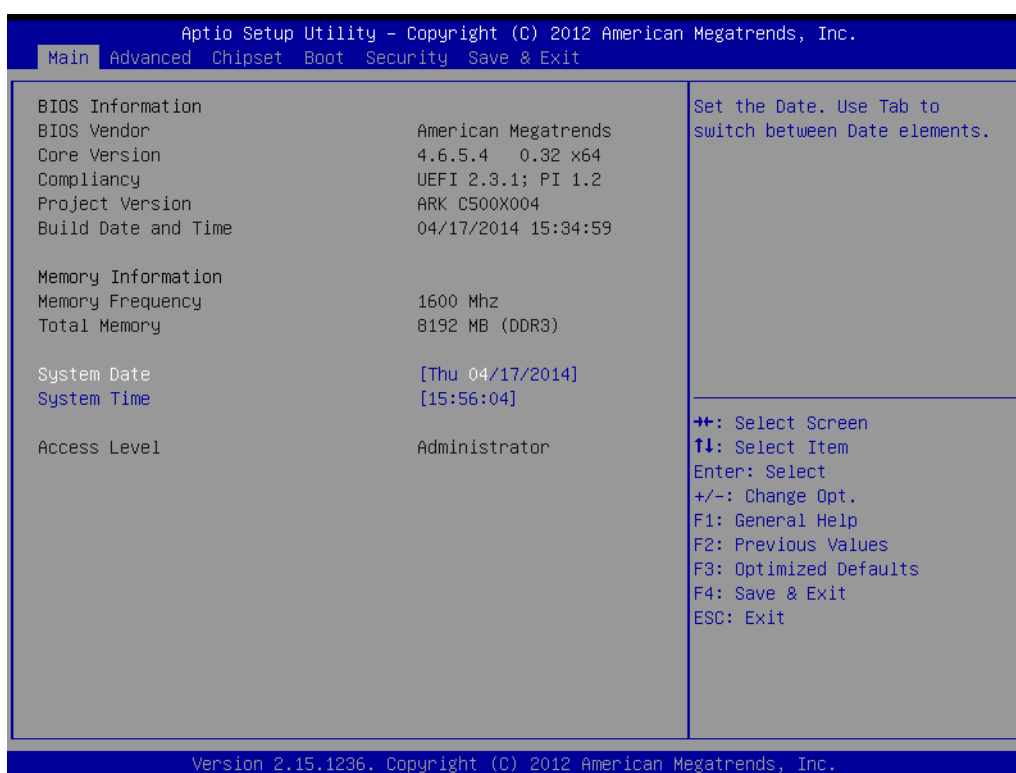 Aptio Setup Utility – Copyright (C) 2012 American Megatrends, Inc.
Main Advanced Chipset Boot Security Save & Exit
BIOS Information
BIOS Vendor American Megatrends
Core Version 4.6.5.4 0.32 x64
Compliancy UEFI 2.3.1; PI 1.2
Project Version ARK C500X004
Build Date and Time 04/17/2014 15:34:59
Memory Information
Memory Frequency 1600 Mhz
Total Memory 8192 MB (DDR3)
System Date [Thu 04/17/2014]
System Time [15:56:04]
Access Level Administrator
Set the Date. Use Tab to
switch between Date elements.
→←: Select Screen
↑↓: Select Item
Enter: Select
+/-: Change Opt.
F1: General Help
F2: Previous Values
F3: Optimized Defaults
F4: Save & Exit
ESC: Exit
Version 2.15.1236. Copyright (C) 2012 American Megatrends, Inc.